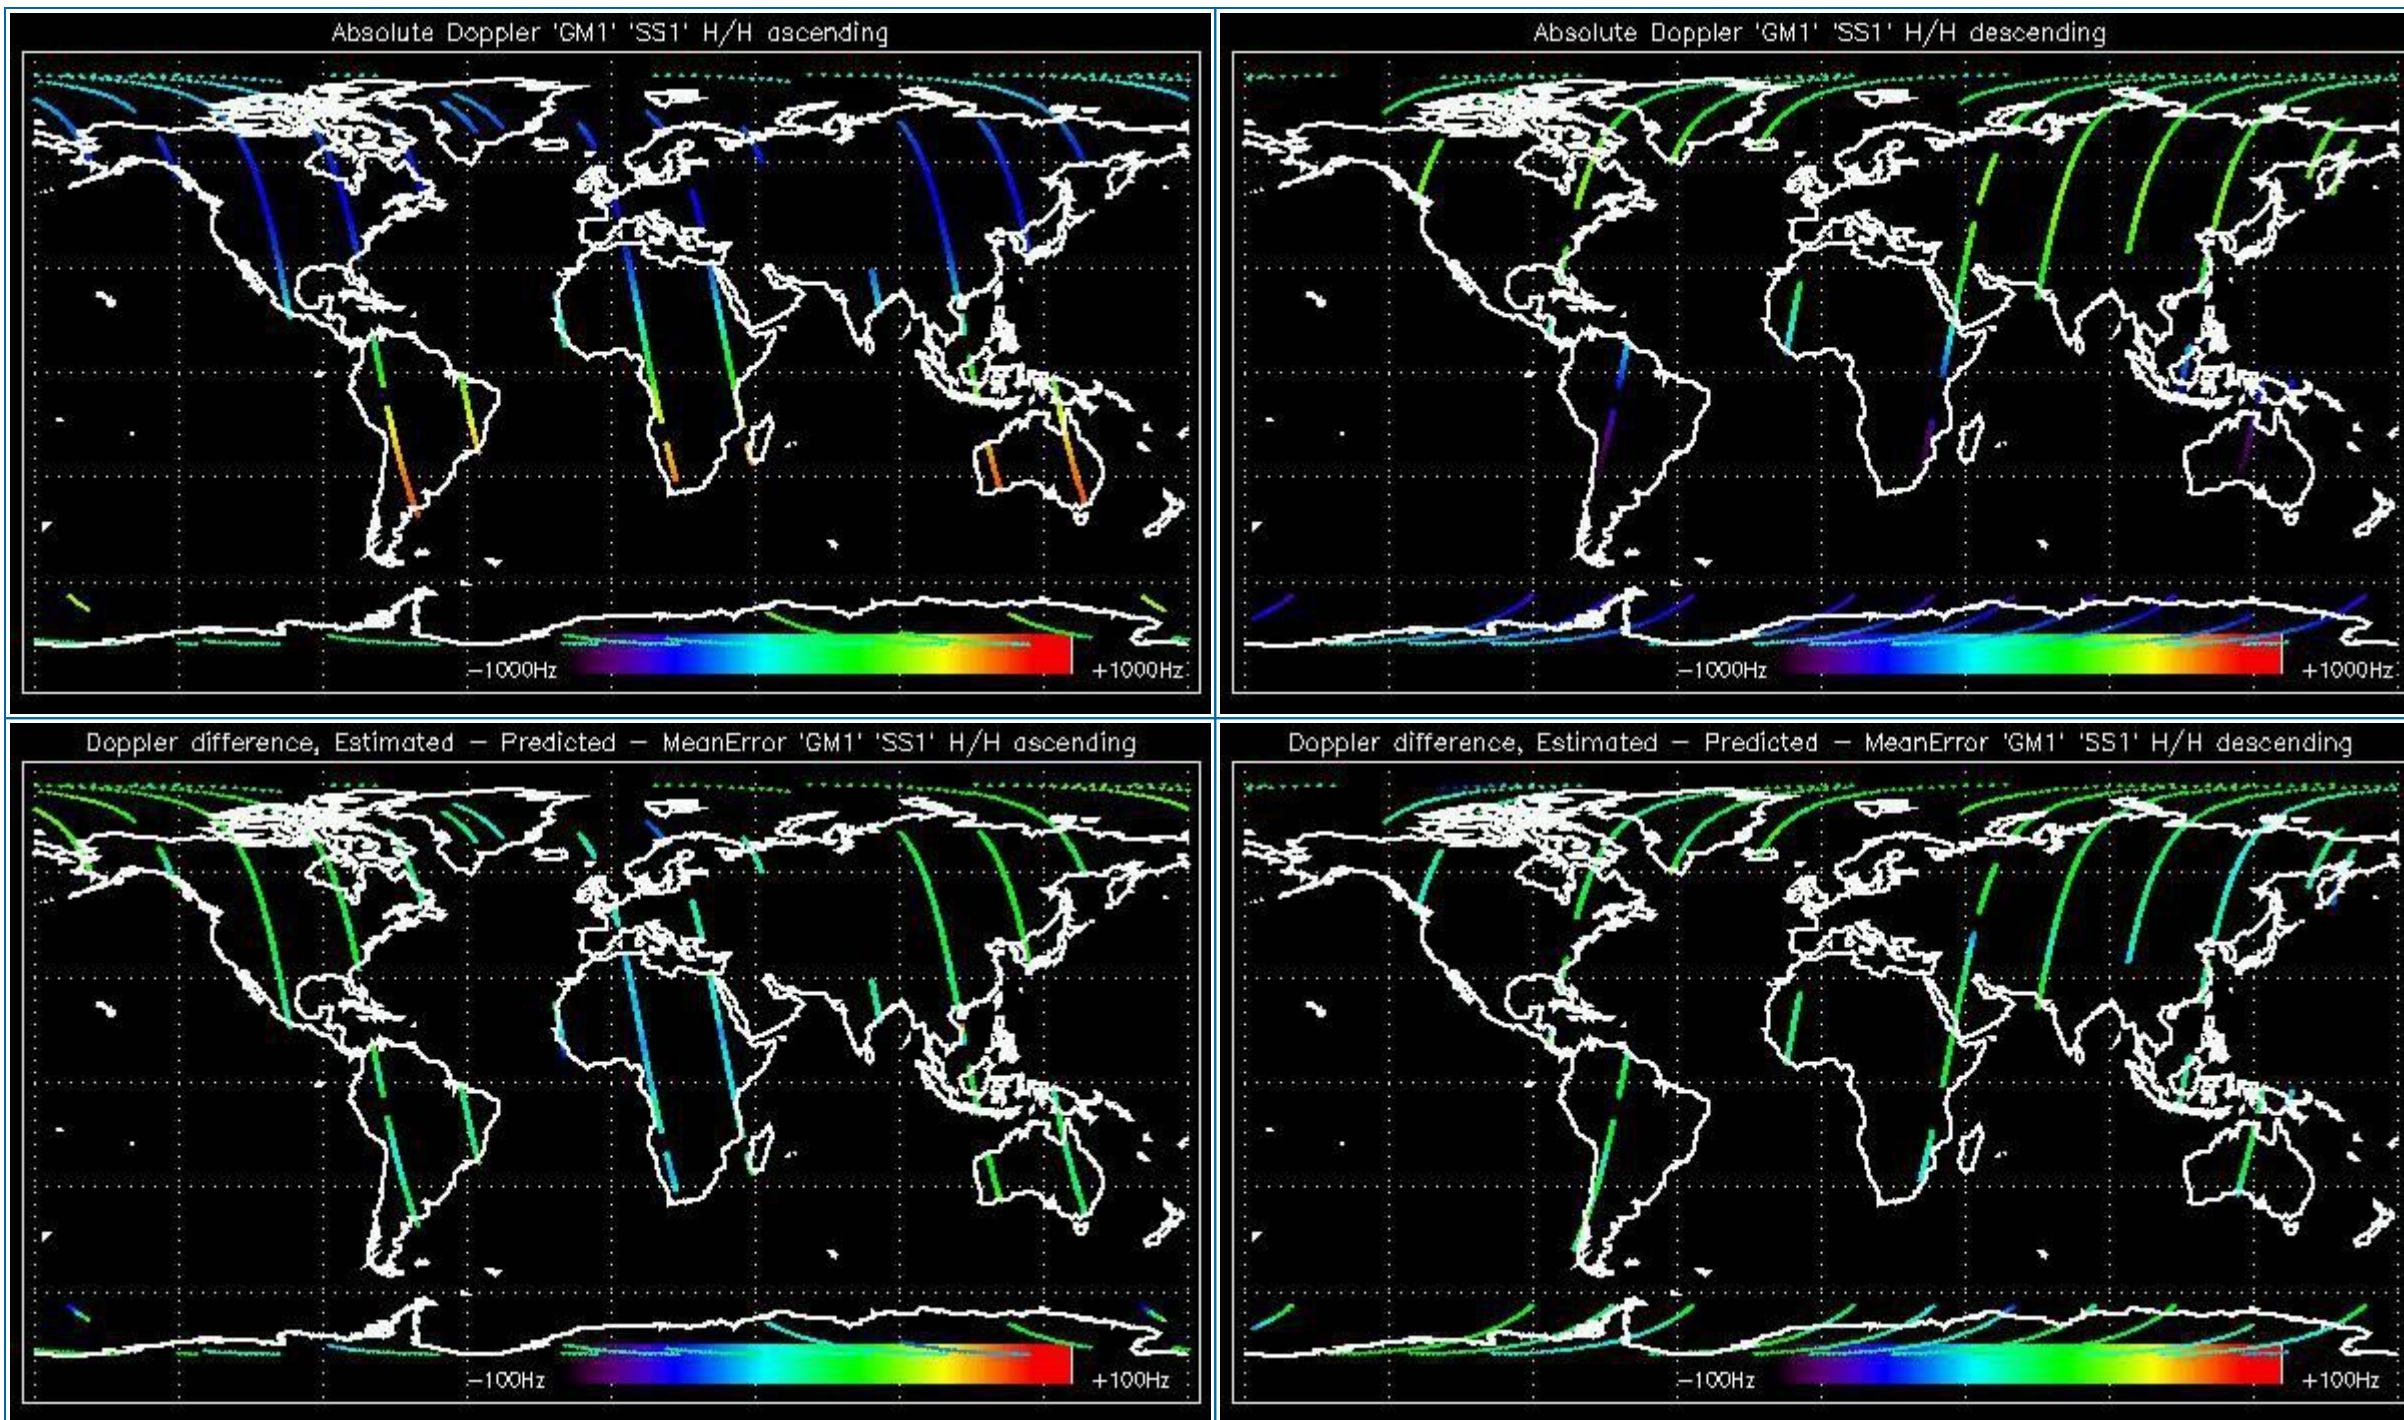 Absolute Doppler 'GM1' 'SS1' H/H ascending
−1000Hz
+1000Hz
Absolute Doppler 'GM1' 'SS1' H/H descending
−1000Hz
+1000Hz
Doppler difference, Estimated − Predicted − MeanError 'GM1' 'SS1' H/H ascending
−100Hz
+100Hz
Doppler difference, Estimated − Predicted − MeanError 'GM1' 'SS1' H/H descending
−100Hz
+100Hz